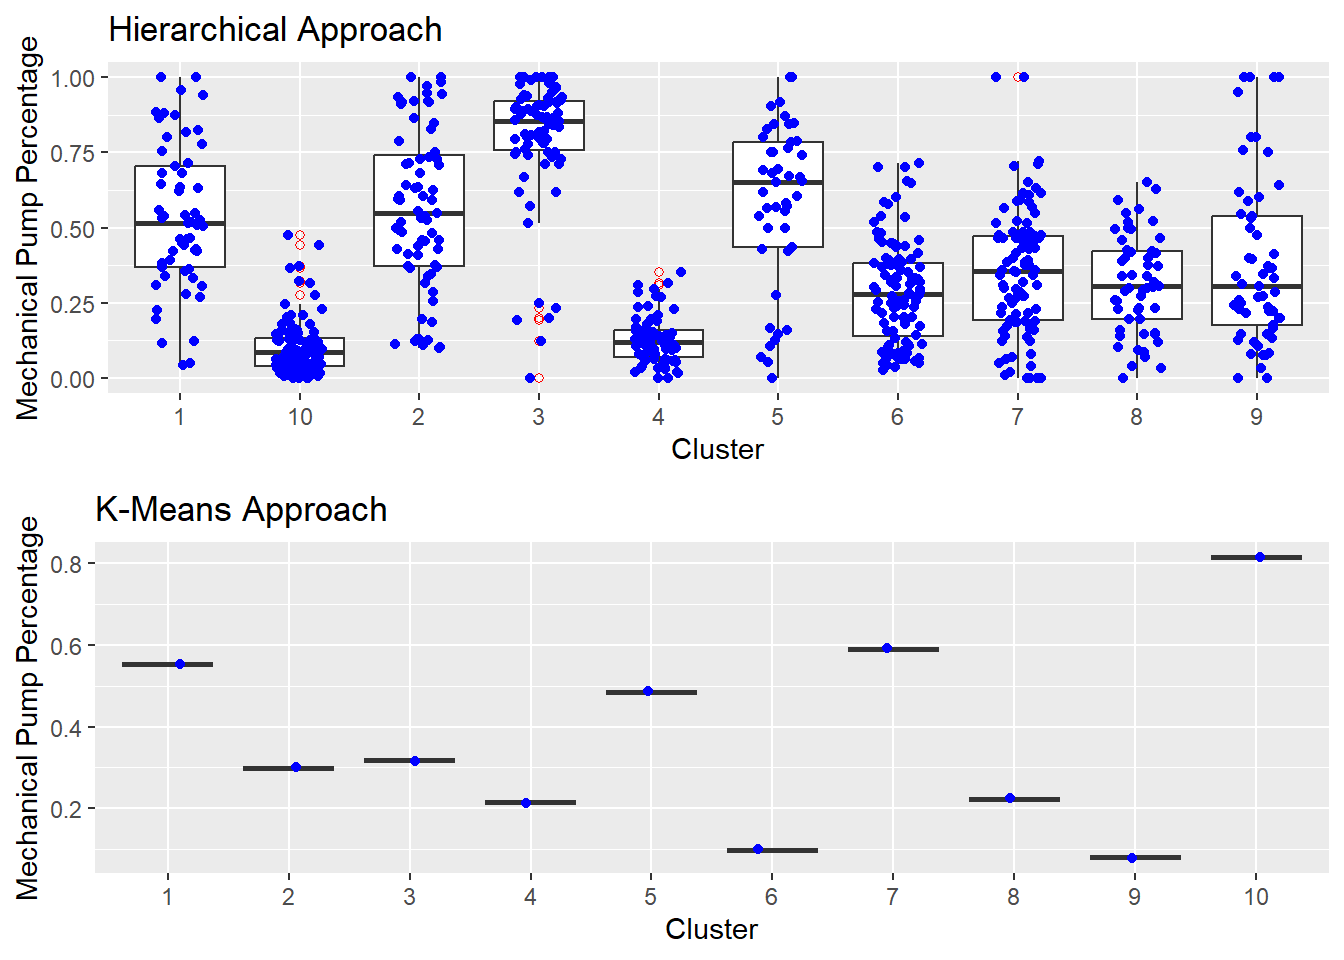 Hierarchical Approach
Mechanical Pump Percentage
1.00
0.75
0.50
0.25
0.00
1 10 2 3 4 5 6 7 8 9
Cluster
K-Means Approach
Mechanical Pump Percentage
0.8
0.6
0.4
0.2
1 2 3 4 5 6 7 8 9 10
Cluster